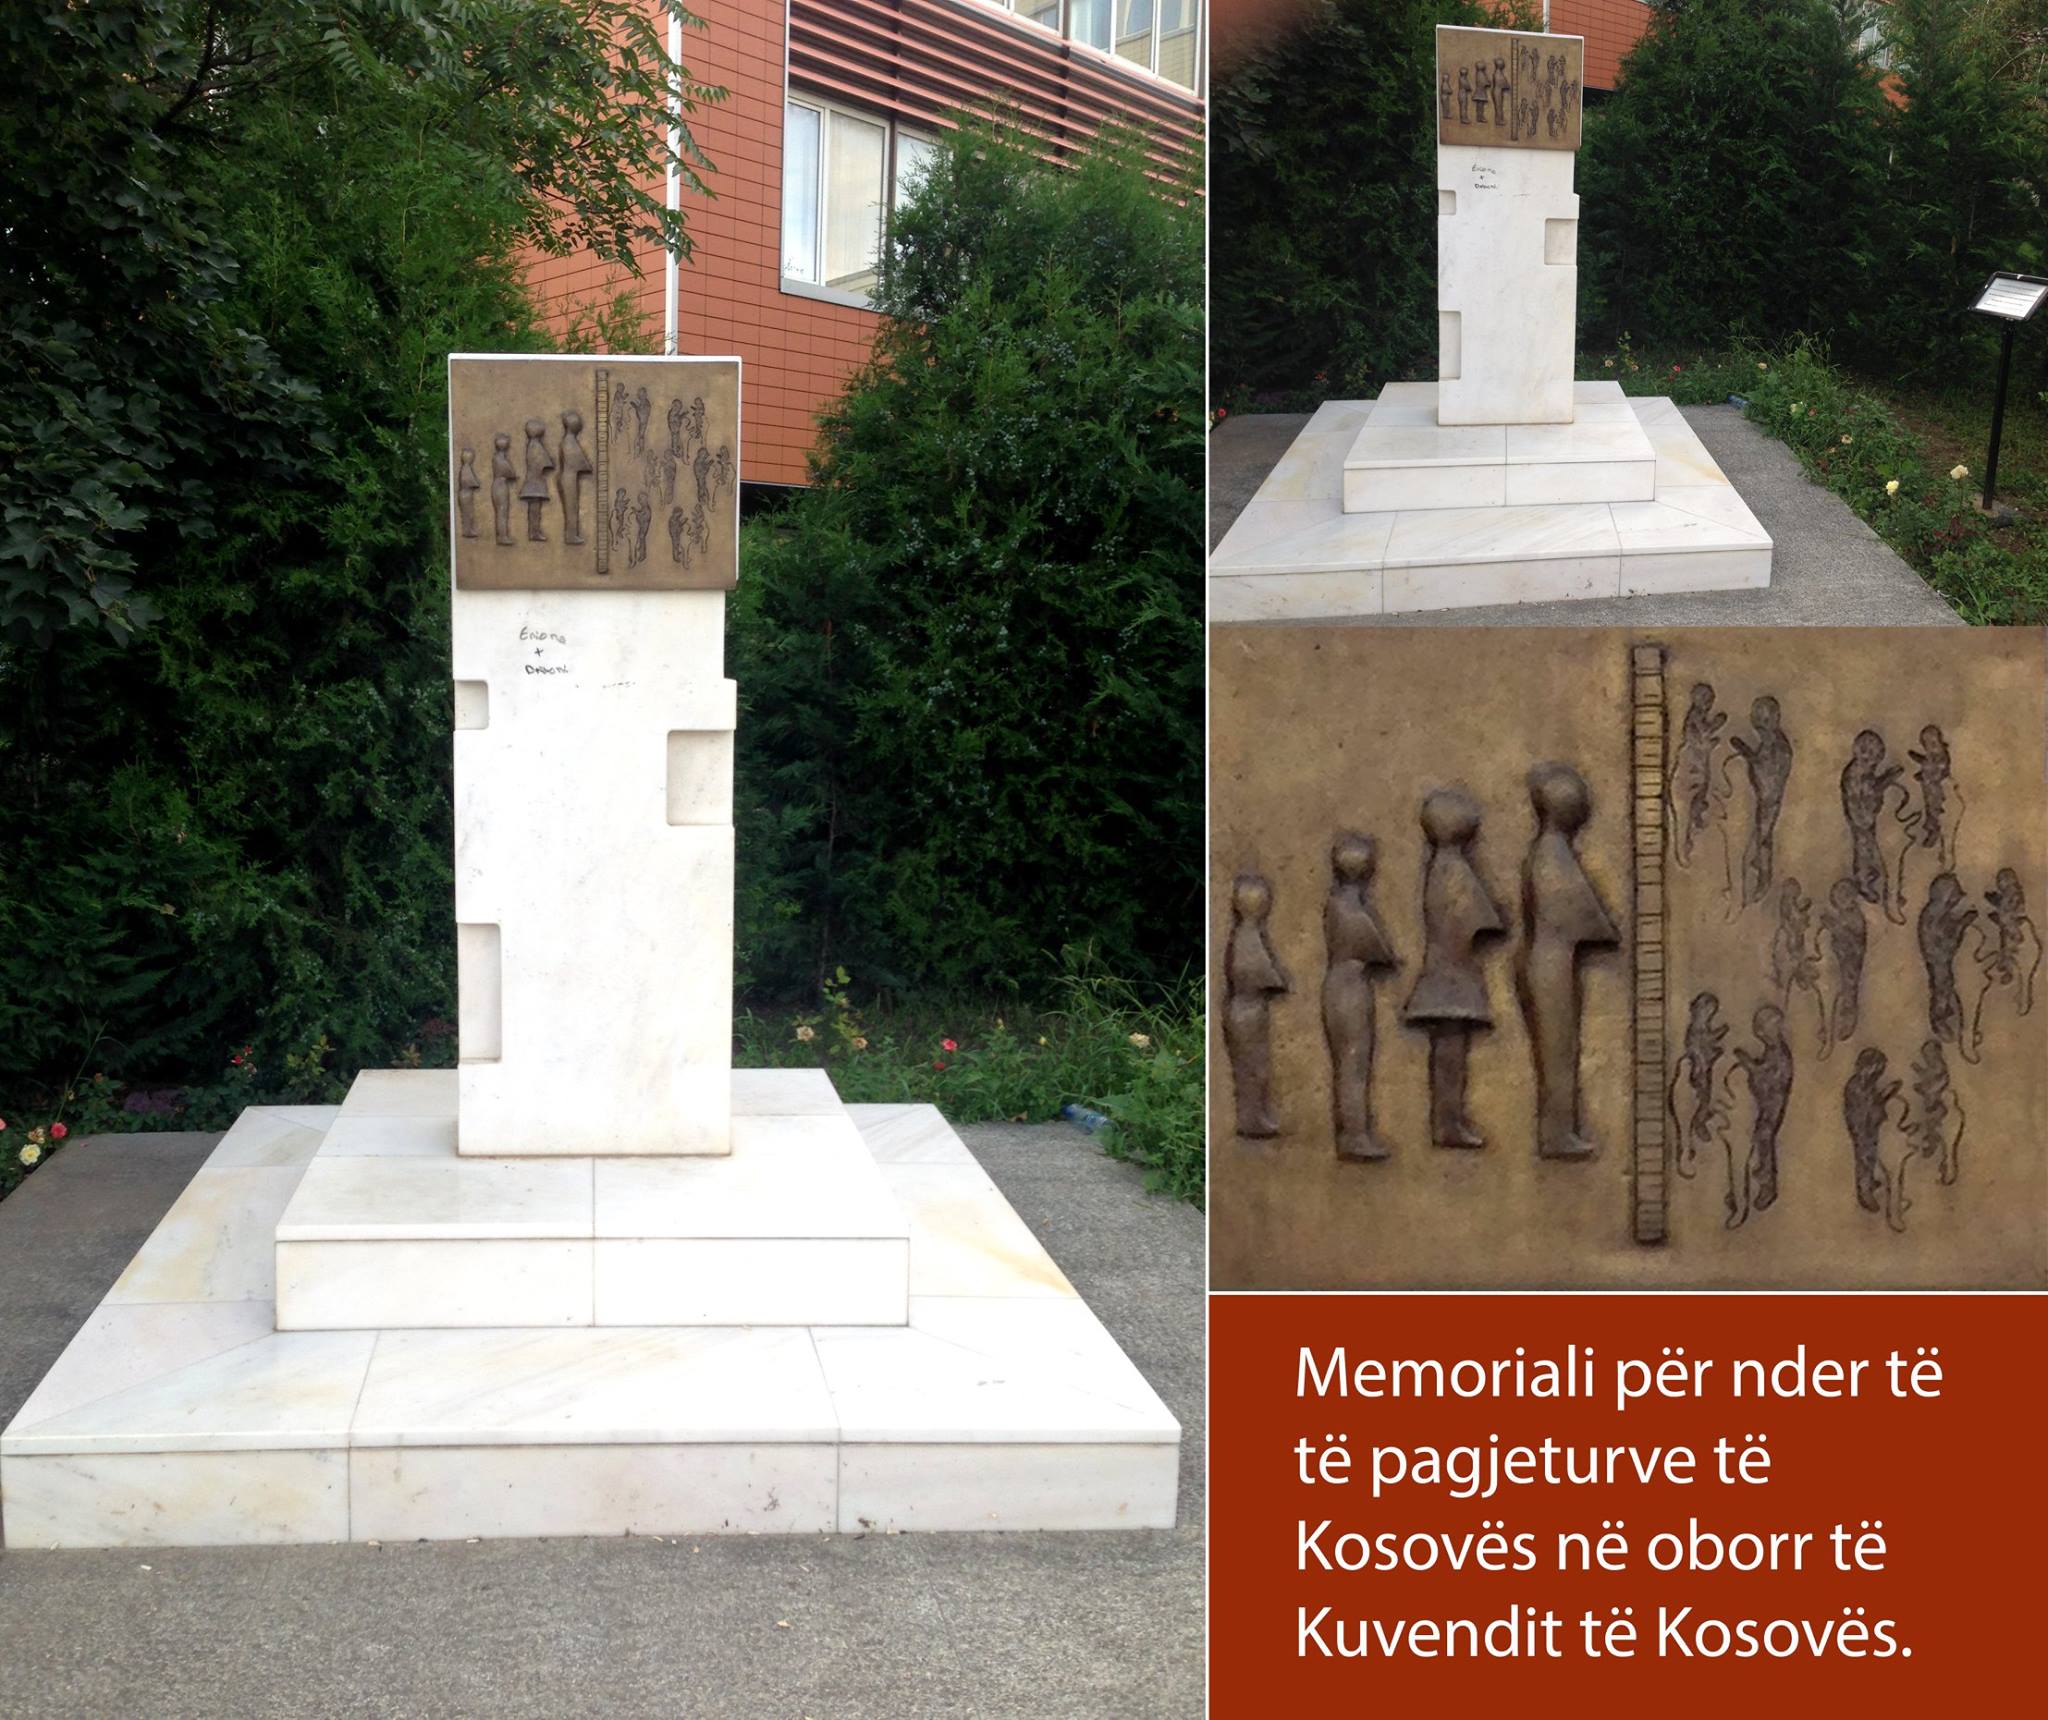 +
Memoriali për nder të
të pagjeturve të
Kosovës në oborr të
Kuvendit të Kosovës.